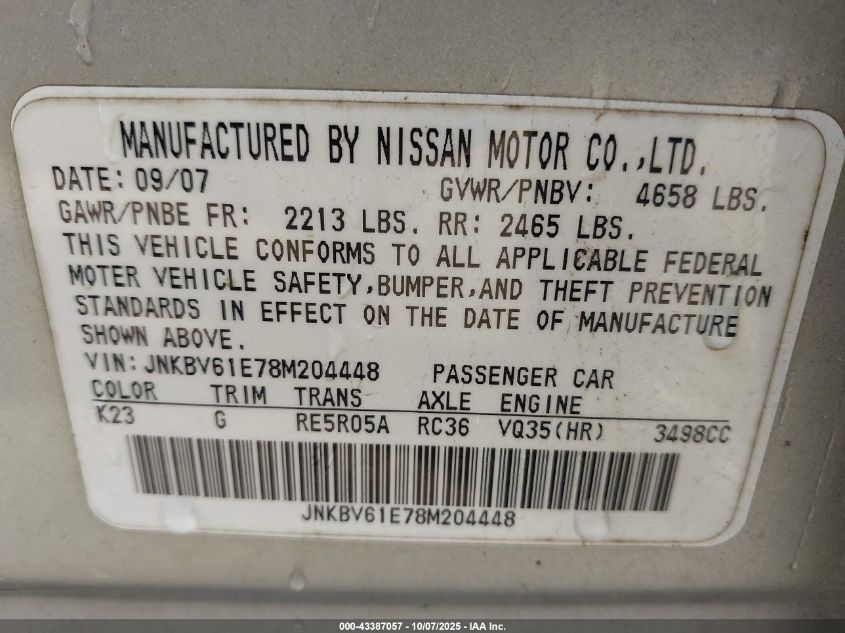 MANUFACTURED BY NISSAN MOTOR CO.,LTD.
DATE: 09/07 GVWR/PNBV: 4658 LBS.
GAWR/PNBE FR: 2213 LBS. RR: 2465 LBS.
THIS VEHICLE CONFORMS TO ALL APPLICABLE FEDERAL
MOTER VEHICLE SAFETY,BUMPER,AND THEFT PREVENTION
STANDARDS IN EFFECT ON THE DATE OF MANUFACTURE
SHOWN ABOVE.
VIN: JNKBV61E78M204448 PASSENGER CAR
COLOR TRIM TRANS AXLE ENGINE
K23 G RE5R05A RC36 VQ35(HR) 3498CC
JNKBV61E78M204448
000-43387057 - 10/07/2025 - IAA Inc.